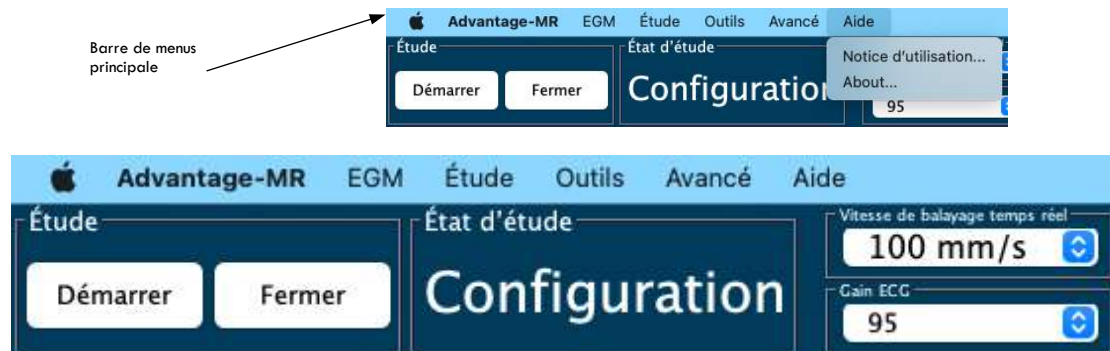 Advantage-MR EGM Étude Outils Avancé Aide
Barre de menus
principale
Étude
État d'étude
Notice d'utilisation...
About...
Démarrer Fermer
Configuration
95
Advantage-MR EGM Étude Outils Avancé Aide
Étude
État d'étude
Vitesse de balayage temps réel
100 mm/s
Démarrer Fermer
Configuration
Gain ECG
95